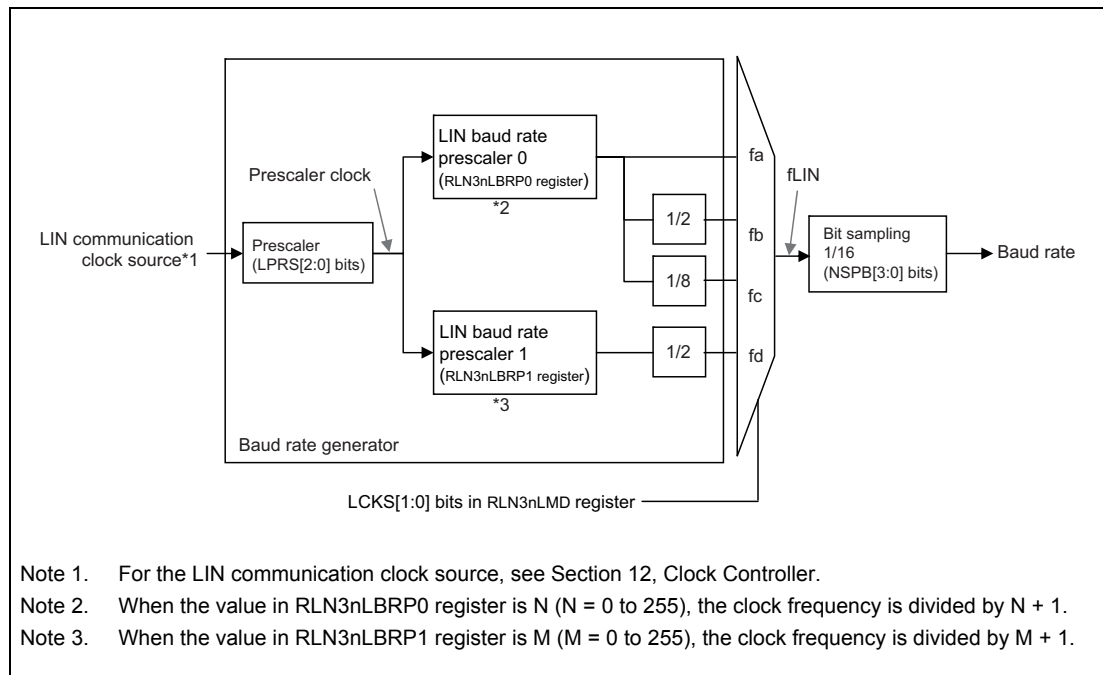 LIN baud rate
prescaler 0
(RLN3nLBRP0 register)
*2
fa
Prescaler clock
fLIN
LIN communication
clock source*1
Prescaler
(LPRS[2:0] bits)
1/2
fb
Bit sampling
1/16
(NSPB[3:0] bits)
Baud rate
1/8
fc
LIN baud rate
prescaler 1
(RLN3nLBRP1 register)
*3
1/2
fd
Baud rate generator
LCKS[1:0] bits in RLN3nLMD register
Note 1. For the LIN communication clock source, see Section 12, Clock Controller.
Note 2. When the value in RLN3nLBRP0 register is N (N = 0 to 255), the clock frequency is divided by N + 1.
Note 3. When the value in RLN3nLBRP1 register is M (M = 0 to 255), the clock frequency is divided by M + 1.